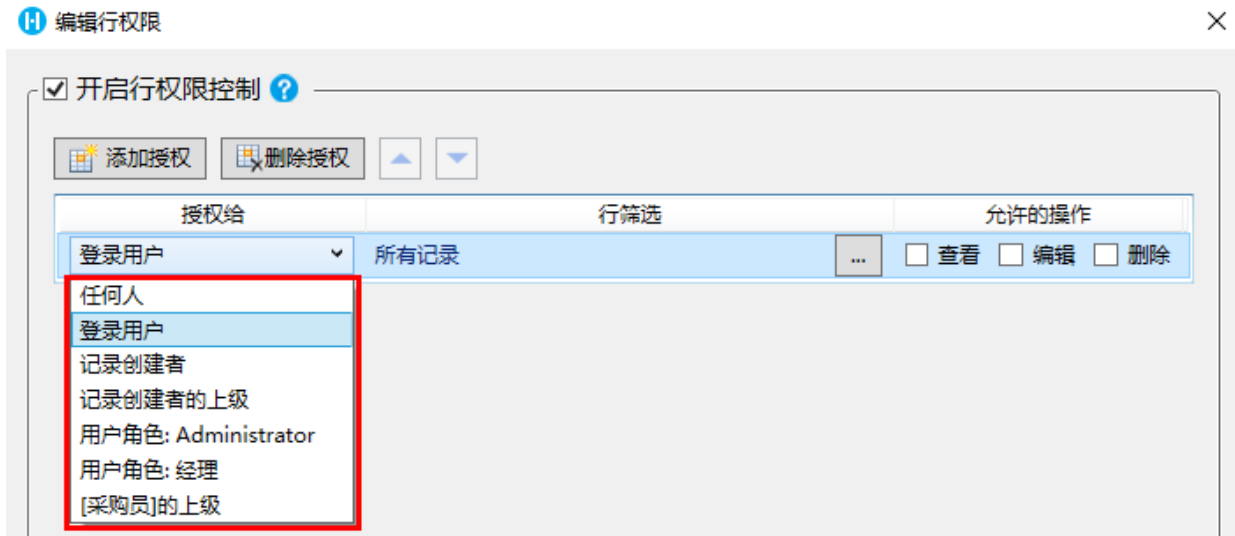 编辑行权限
开启行权限控制
添加授权 删除授权
授权给 行筛选 允许的操作
登录用户 所有记录 ... 查看 编辑 删除
任何人
登录用户
记录创建者
记录创建者的上级
用户角色: Administrator
用户角色: 经理
[采购员]的上级